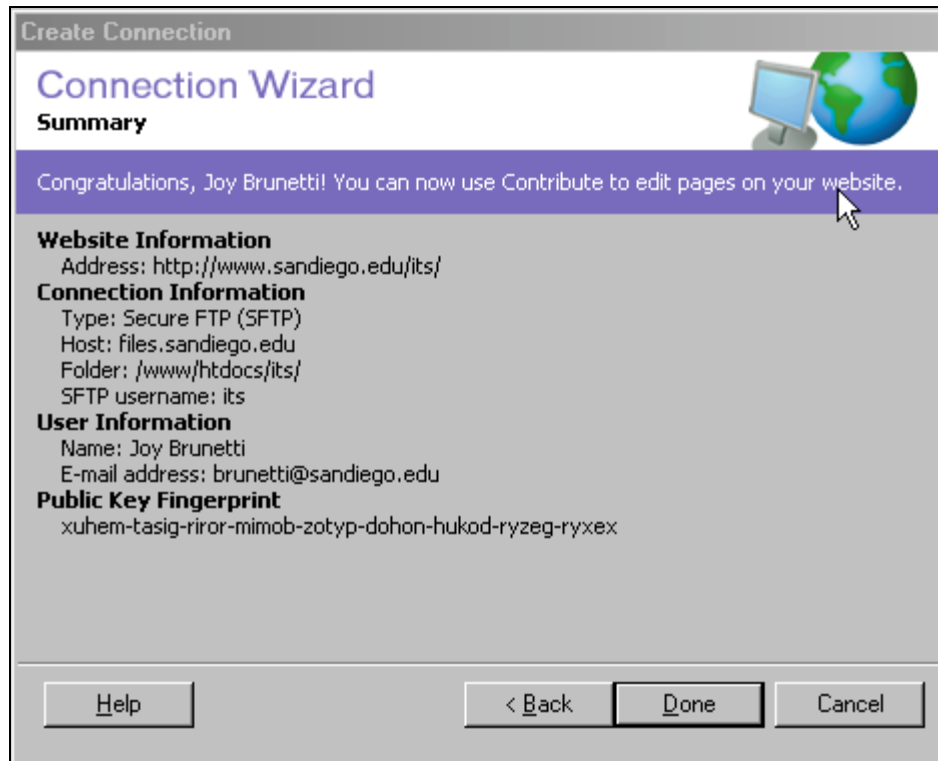 Create Connection
Connection Wizard
Summary
Congratulations, Joy Brunetti! You can now use Contribute to edit pages on your website.
Website Information
Address: http://www.sandiego.edu/its/
Connection Information
Type: Secure FTP (SFTP)
Host: files.sandiego.edu
Folder: /www/htdocs/its/
SFTP username: its
User Information
Name: Joy Brunetti
E-mail address: brunetti@sandiego.edu
Public Key Fingerprint
xuhem-tasig-riror-mimob-zotyp-dohon-hukod-ryzeg-ryxex
Help < Back Done Cancel